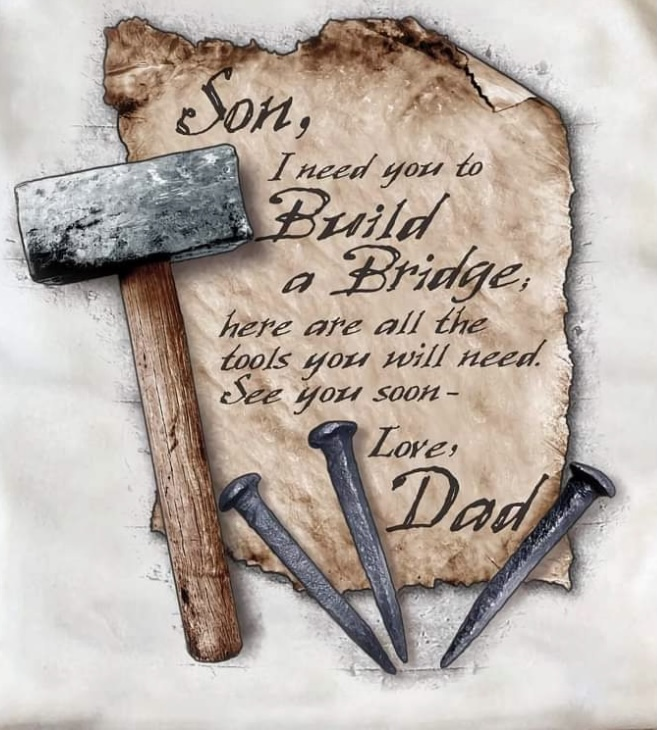 Son,
I need you to
Build
a Bridge;
here are all the
tools you will need.
See you soon-
Love,
Dad